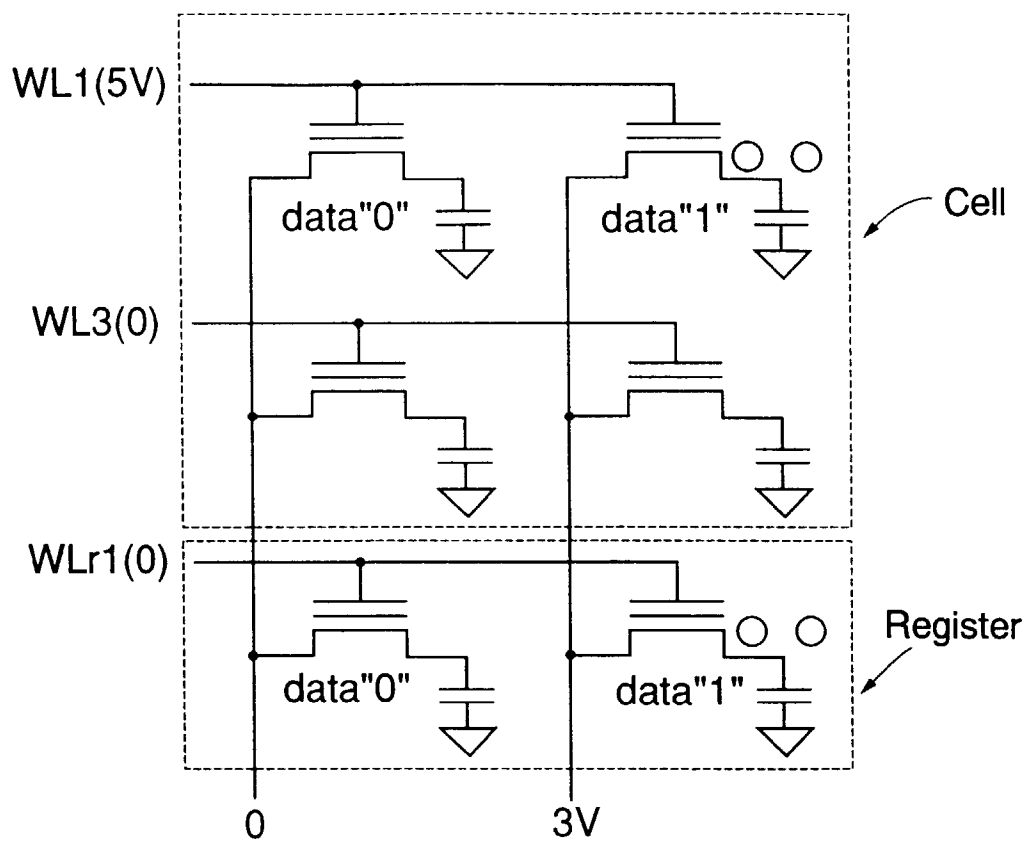 WL1(5V)
data"0"
data"1"
Cell
WL3(0)
WLr1(0)
Register
data"0"
data"1"
0
3V